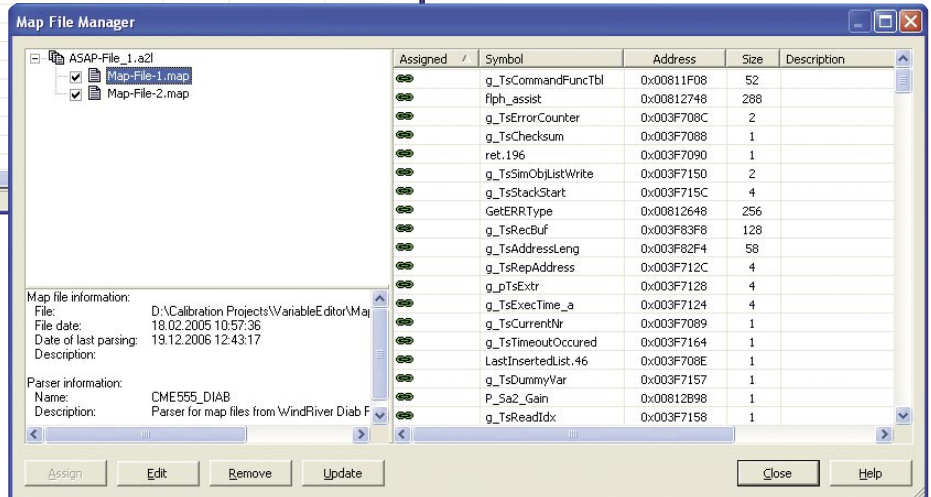 Map File Manager
ASAP-File_1.a2l
Map-File-1.map
Map-File-2.map
Assigned Symbol Address Size Description
g_TsCommandFuncTbl 0x00811F08 52
flph_assist 0x00812748 288
g_TsErrorCounter 0x003F708C 2
g_TsChecksum 0x003F7088 1
ret.196 0x003F7090 1
g_TsSimObjListWrite 0x003F7150 2
g_TsStackStart 0x003F715C 4
GetERRType 0x00812648 256
g_TsRecBuf 0x003F83F8 128
g_TsAddressLeng 0x003F82F4 58
g_TsRepAddress 0x003F712C 4
g_pTsExtr 0x003F7128 4
g_TsExecTime_a 0x003F7124 4
g_TsCurrentNr 0x003F7089 1
g_TsTimeoutOccured 0x003F7164 1
LastInsertedList.46 0x003F708E 1
g_TsDummyVar 0x003F7157 1
P_Sa2_Gain 0x00812B98 1
g_TsReadIdx 0x003F7158 1
Map file information:
File: D:\Calibration Projects\VariableEditor\Map
File date: 18.02.2005 10:57:36
Date of last parsing: 19.12.2006 12:43:17
Description:
Parser information:
Name: CME555_DIAB
Description: Parser for map files from WindRiver Diab F
Assign Edit Remove Update Close Help